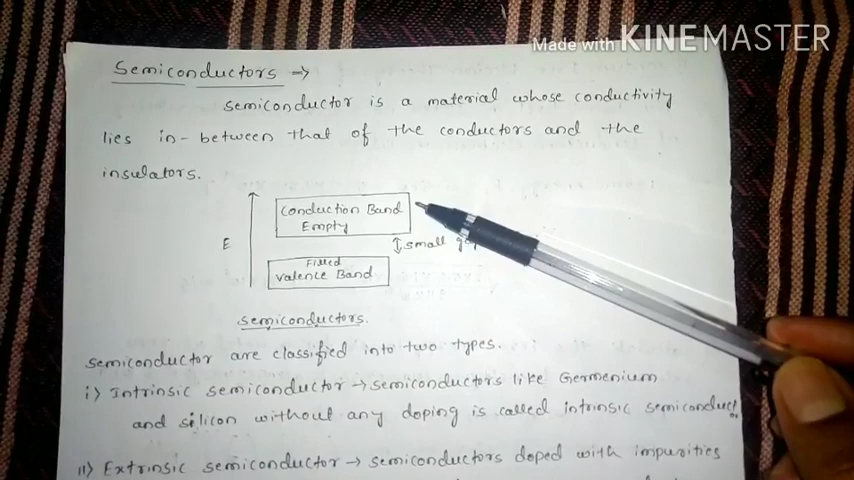 Made with KINEMASTER
Semiconductors ⇒
semiconductor is a material whose conductivity
lies in-between that of the conductors and the
insulators.
Conduction Band
Empty
E
small
Filled
Valence Band
semiconductors.
semiconductor are classified into two types.
i) Intrinsic semiconductor → semiconductors like Germenium
and silicon without any doping is called intrinsic
ii) Extrinsic semiconductor → semiconductors doped with impurities